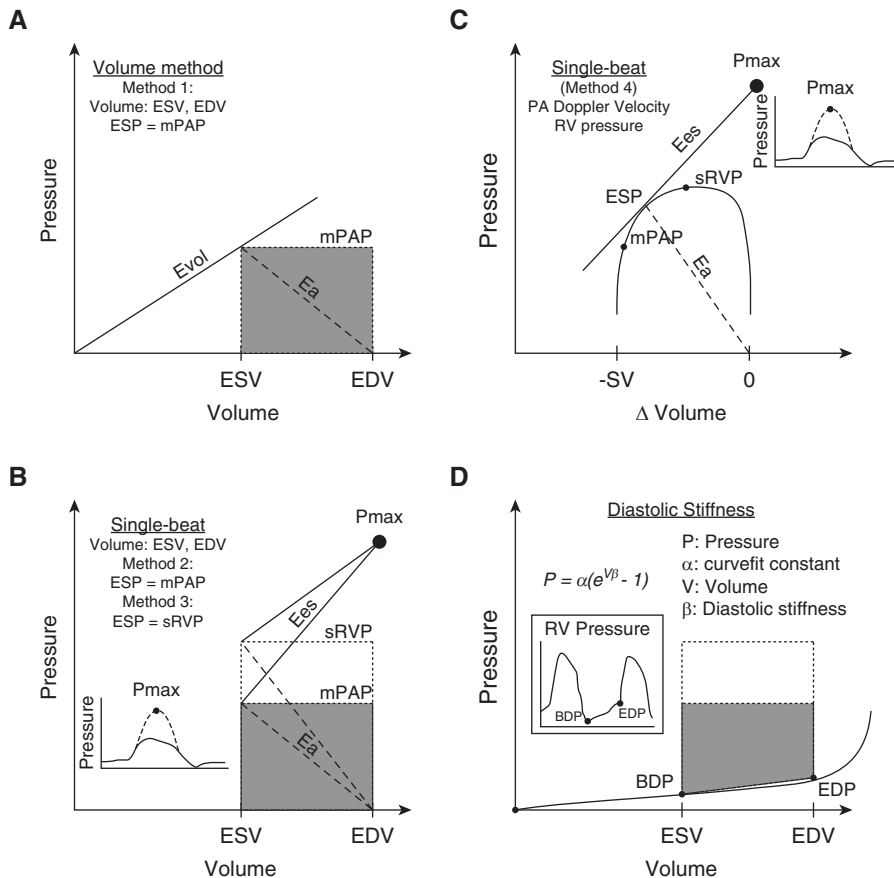 A
Volume method
Method 1:
Volume: ESV, EDV
ESP = mPAP
Pressure
Evol
mPAP
Ea
ESV
EDV
Volume
B
Single-beat
Volume: ESV, EDV
Method 2:
ESP = mPAP
Method 3:
ESP = sRVP
Pmax
Ees
sRVP
mPAP
Ea
Pressure
Pmax
Pressure
ESV
EDV
Volume
C
Single-beat
(Method 4)
PA Doppler Velocity
RV pressure
Pmax
Pmax
Pressure
Ees
sRVP
ESP
mPAP
Ea
Pressure
-SV
0
Δ Volume
D
Diastolic Stiffness
P: Pressure
α: curvefit constant
V: Volume
β: Diastolic stiffness
P = α(e^Vβ - 1)
RV Pressure
BDP
EDP
Pressure
BDP
EDP
ESV
EDV
Volume